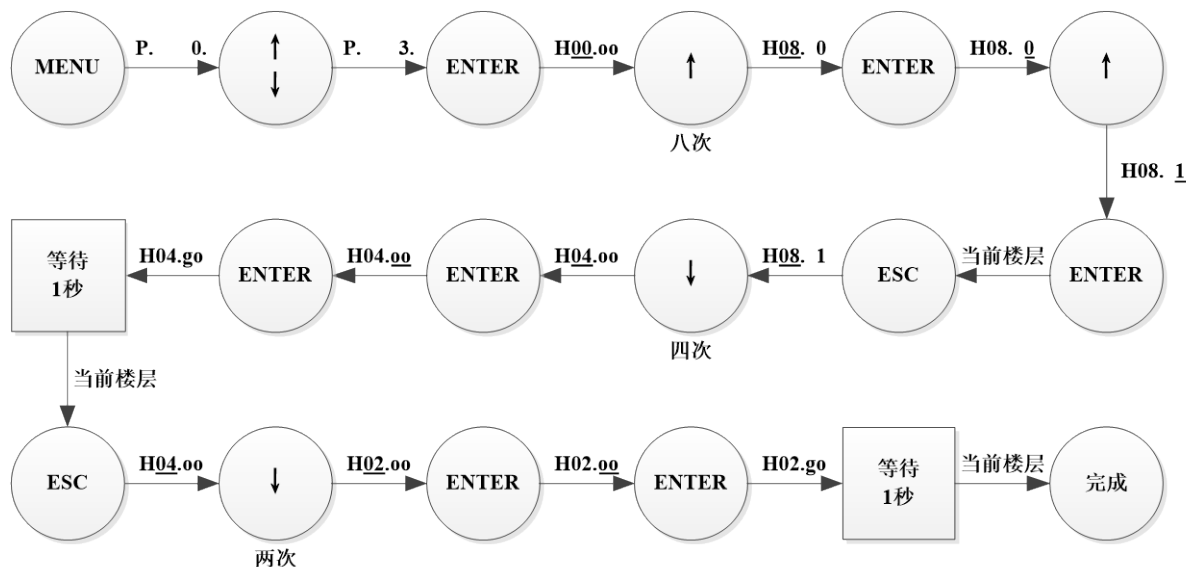 MENU
P. 0.
↑
↓
P. 3.
ENTER
H00.oo
↑
八次
H08. 0
ENTER
H08. 0
↑
H08. 1
ENTER
当前楼层
ESC
H08. 1
↓
四次
H04.oo
ENTER
H04.oo
ENTER
H04.go
等待
1秒
当前楼层
ESC
H04.oo
↓
两次
H02.oo
ENTER
H02.oo
ENTER
H02.go
等待
1秒
当前楼层
完成